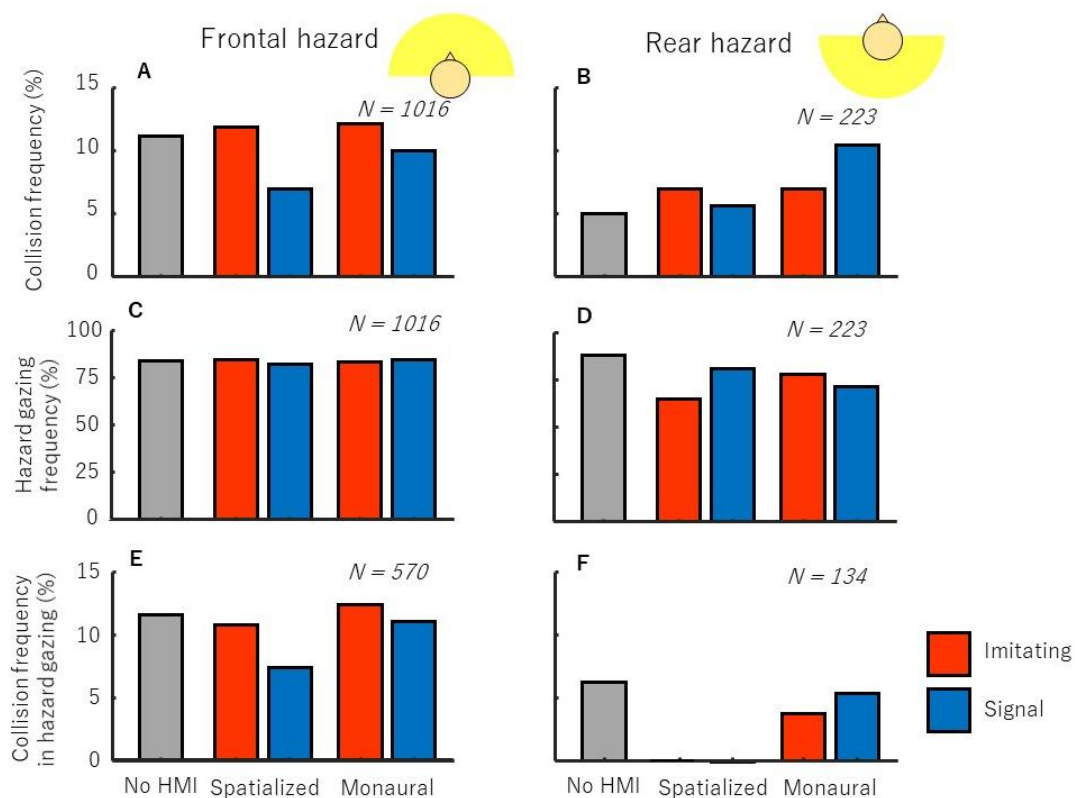 Frontal hazard
Rear hazard
A
B
Collision frequency (%)
15
10
5
0
N = 1016
N = 223
C
D
Hazard gazing
frequency (%)
100
75
50
25
0
N = 1016
N = 223
E
F
Collision frequency
in hazard gazing (%)
15
10
5
0
N = 570
N = 134
Imitating
Signal
No HMI Spatialized Monaural
No HMI Spatialized Monaural